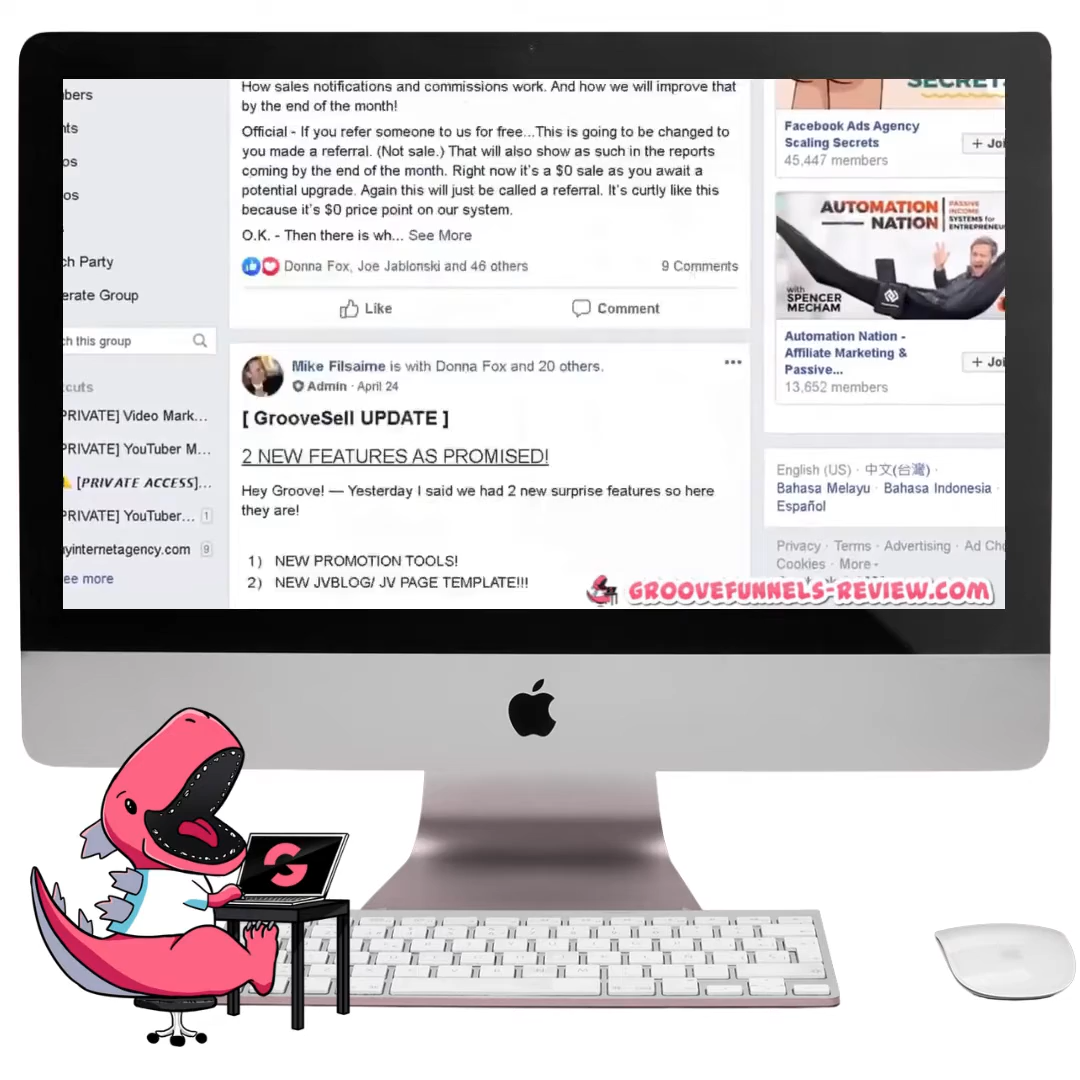 How sales notifications and commissions work. And how we will improve that
by the end of the month!
Official - If you refer someone to us for free...This is going to be changed to
you made a referral. (Not sale.) That will also show as such in the reports
coming by the end of the month. Right now it's a $0 sale as you await a
potential upgrade. Again this will just be called a referral. It's curtly like this
because it's $0 price point on our system.
O.K. - Then there is wh... See More
Donna Fox, Joe Jablonski and 46 others
9 Comments
Like
Comment
Mike Filsaime is with Donna Fox and 20 others.
Admin · April 24
[ GrooveSell UPDATE ]
2 NEW FEATURES AS PROMISED!
Hey Groove! — Yesterday I said we had 2 new surprise features so here
they are!
1) NEW PROMOTION TOOLS!
2) NEW JVBLOG/ JV PAGE TEMPLATE!!!
bers
nts
os
os
ch Party
erate Group
ch this group
cuts
PRIVATE] Video Mark...
PRIVATE] YouTuber M...
[PRIVATE ACCESS]...
PRIVATE] YouTuber... 1
yinternetagency.com 9
ee more
SECRET
Facebook Ads Agency
Scaling Secrets
45,447 members
+ Joi
AUTOMATION
NATION
PASSIVE
INCOME
SYSTEMS for
ENTREPRENEU
with
SPENCER
MECHAM
Automation Nation -
Affiliate Marketing &
Passive...
13,652 members
+ Joi
English (US) · 中文(台灣) ·
Bahasa Melayu · Bahasa Indonesia ·
Español
Privacy · Terms · Advertising · Ad Cho
Cookies · More
GROOVEFUNNELS-REVIEW.COM